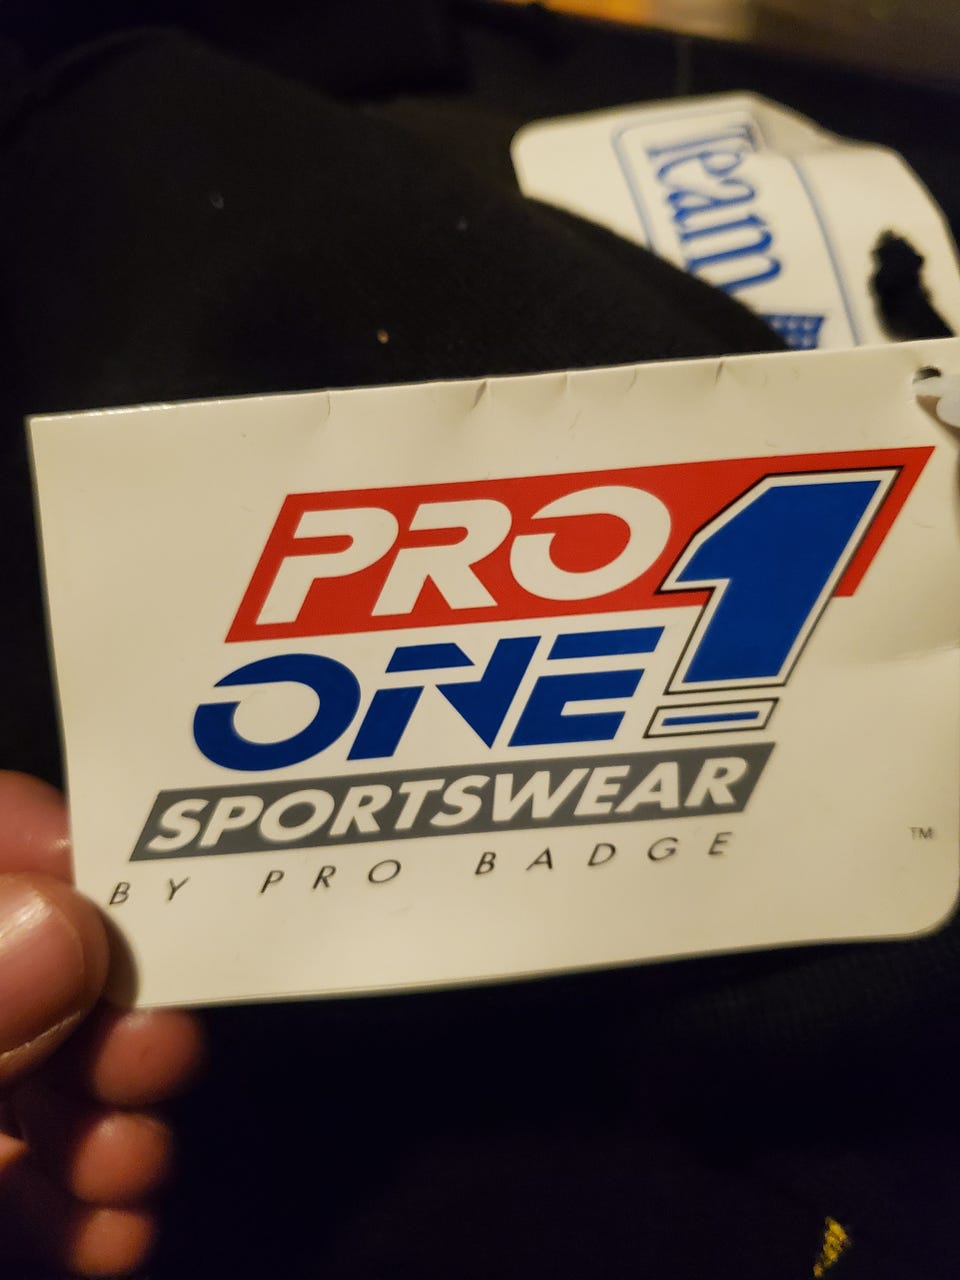 Team
PRO 1
ONE
SPORTSWEAR
BY PRO BADGE
TM